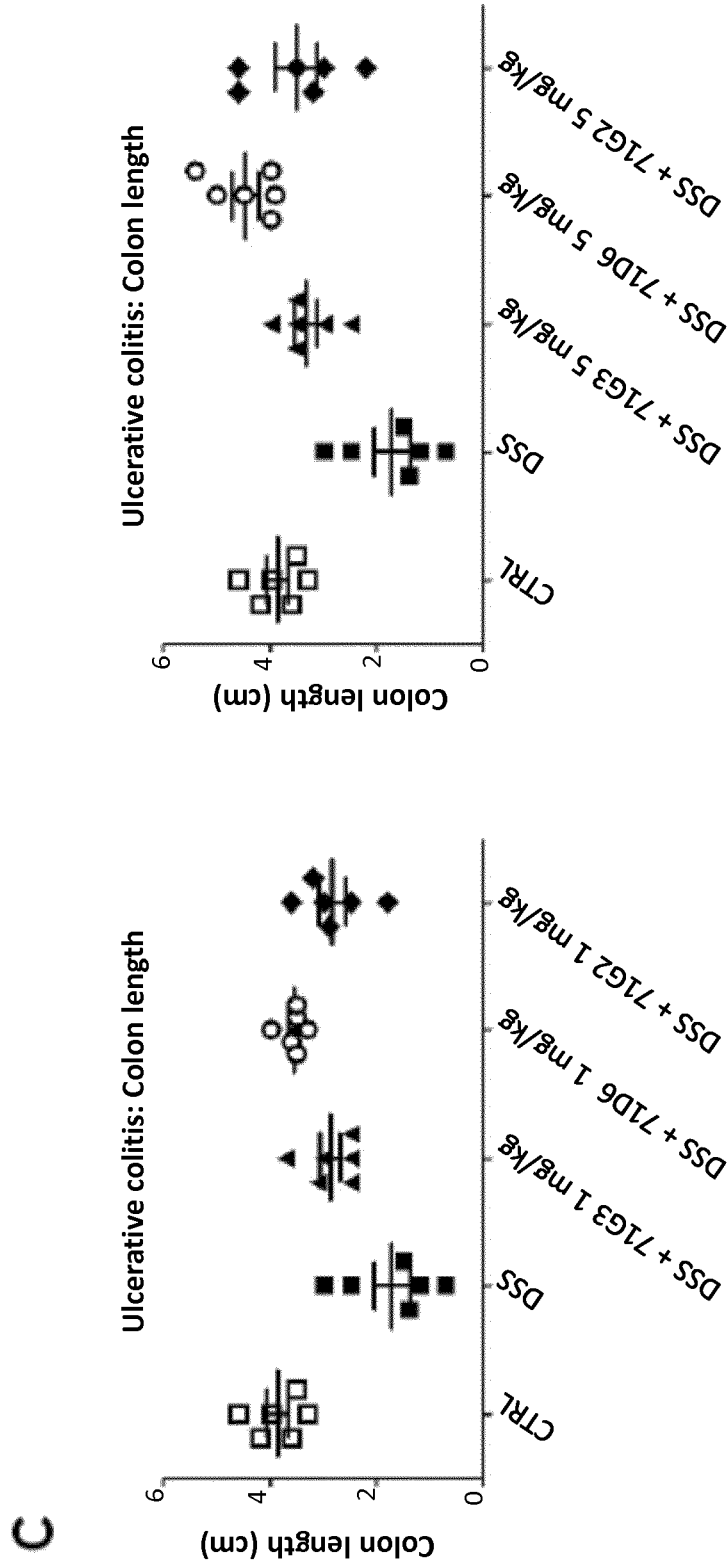 C
Ulcerative colitis: Colon length
Colon length (cm)
6
4
2
0
CTRL
DSS
DSS + 71G3 1 mg/kg
DSS + 71D6 1 mg/kg
DSS + 71G2 1 mg/kg
Ulcerative colitis: Colon length
Colon length (cm)
6
4
2
0
CTRL
DSS
DSS + 71G3 5 mg/kg
DSS + 71D6 5 mg/kg
DSS + 71G2 5 mg/kg